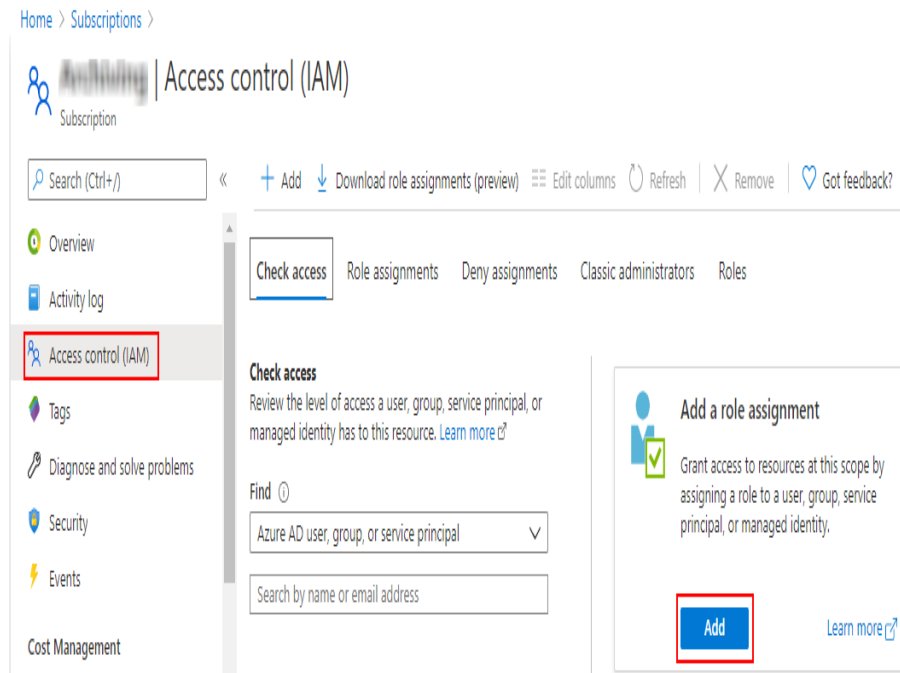 Home > Subscriptions >
| Access control (IAM)
Subscription
Search (Ctrl+/)
«
+ Add
Download role assignments (preview)
Edit columns
Refresh
Remove
Got feedback?
Overview
Activity log
Access control (IAM)
Tags
Diagnose and solve problems
Security
Events
Cost Management
Check access
Role assignments
Deny assignments
Classic administrators
Roles
Check access
Review the level of access a user, group, service principal, or
managed identity has to this resource. Learn more
Find
Azure AD user, group, or service principal
Search by name or email address
Add a role assignment
Grant access to resources at this scope by
assigning a role to a user, group, service
principal, or managed identity.
Add
Learn more